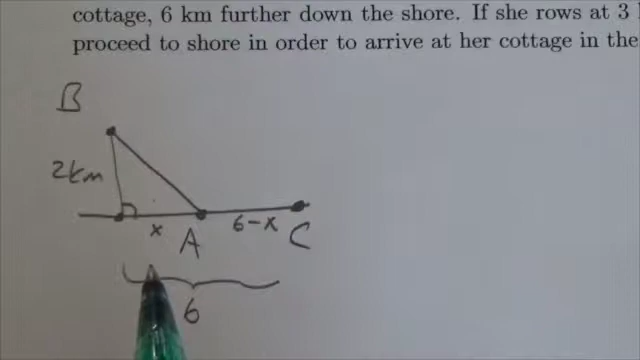 cottage, 6 km further down the shore. If she rows at 3
proceed to shore in order to arrive at her cottage in the
B
2km
x
A
6-x
C
6